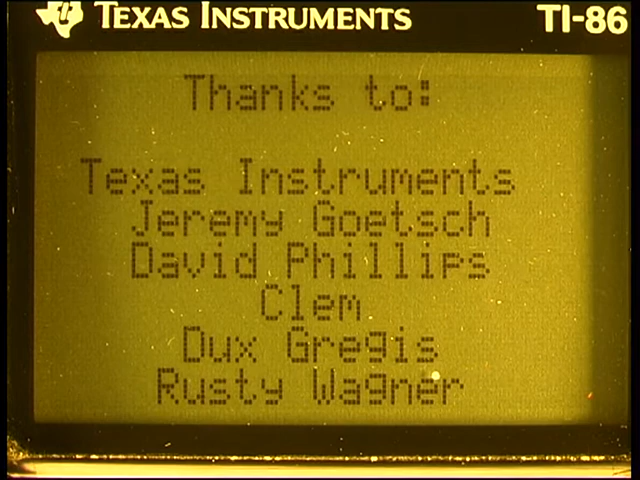 TEXAS INSTRUMENTS TI-86
Thanks to:
Texas Instruments
Jeremy Goetsch
David Phillips
Clem
Dux Gregis
Rusty Wagner